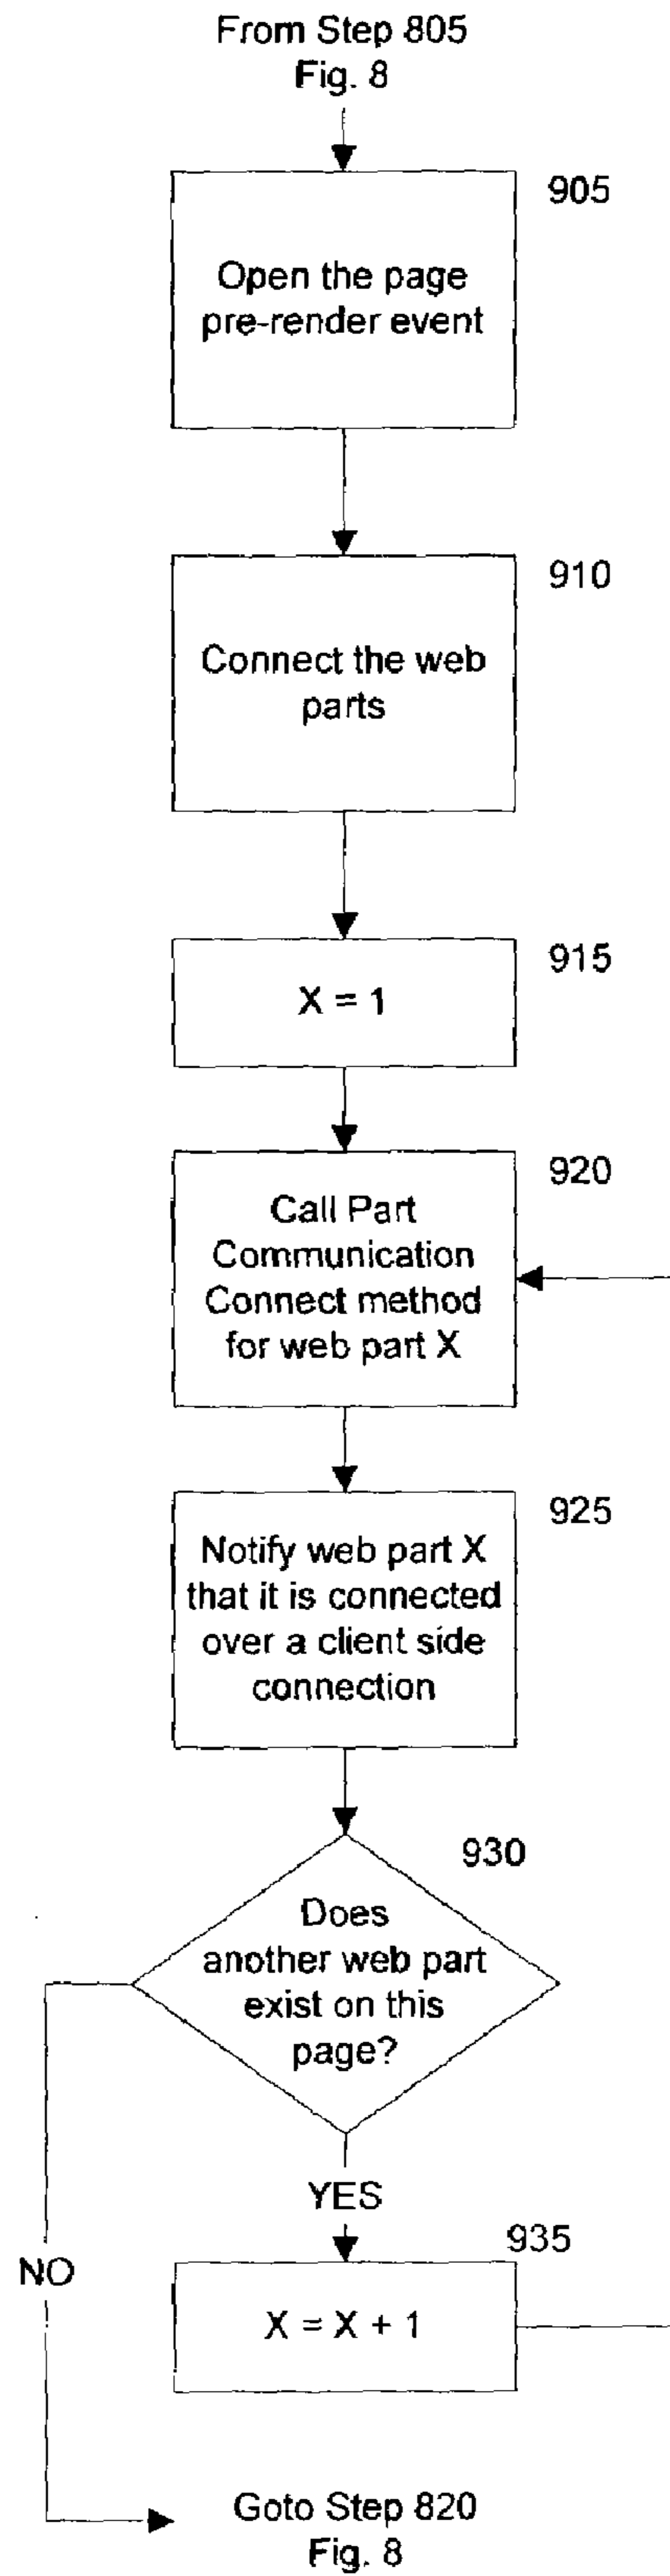 From Step 805
Fig. 8
905
Open the page
pre-render event
910
Connect the web
parts
915
X = 1
920
Call Part
Communication
Connect method
for web part X
925
Notify web part X
that it is connected
over a client side
connection
930
Does
another web part
exist on this
page?
YES
NO
935
X = X + 1
Goto Step 820
Fig. 8